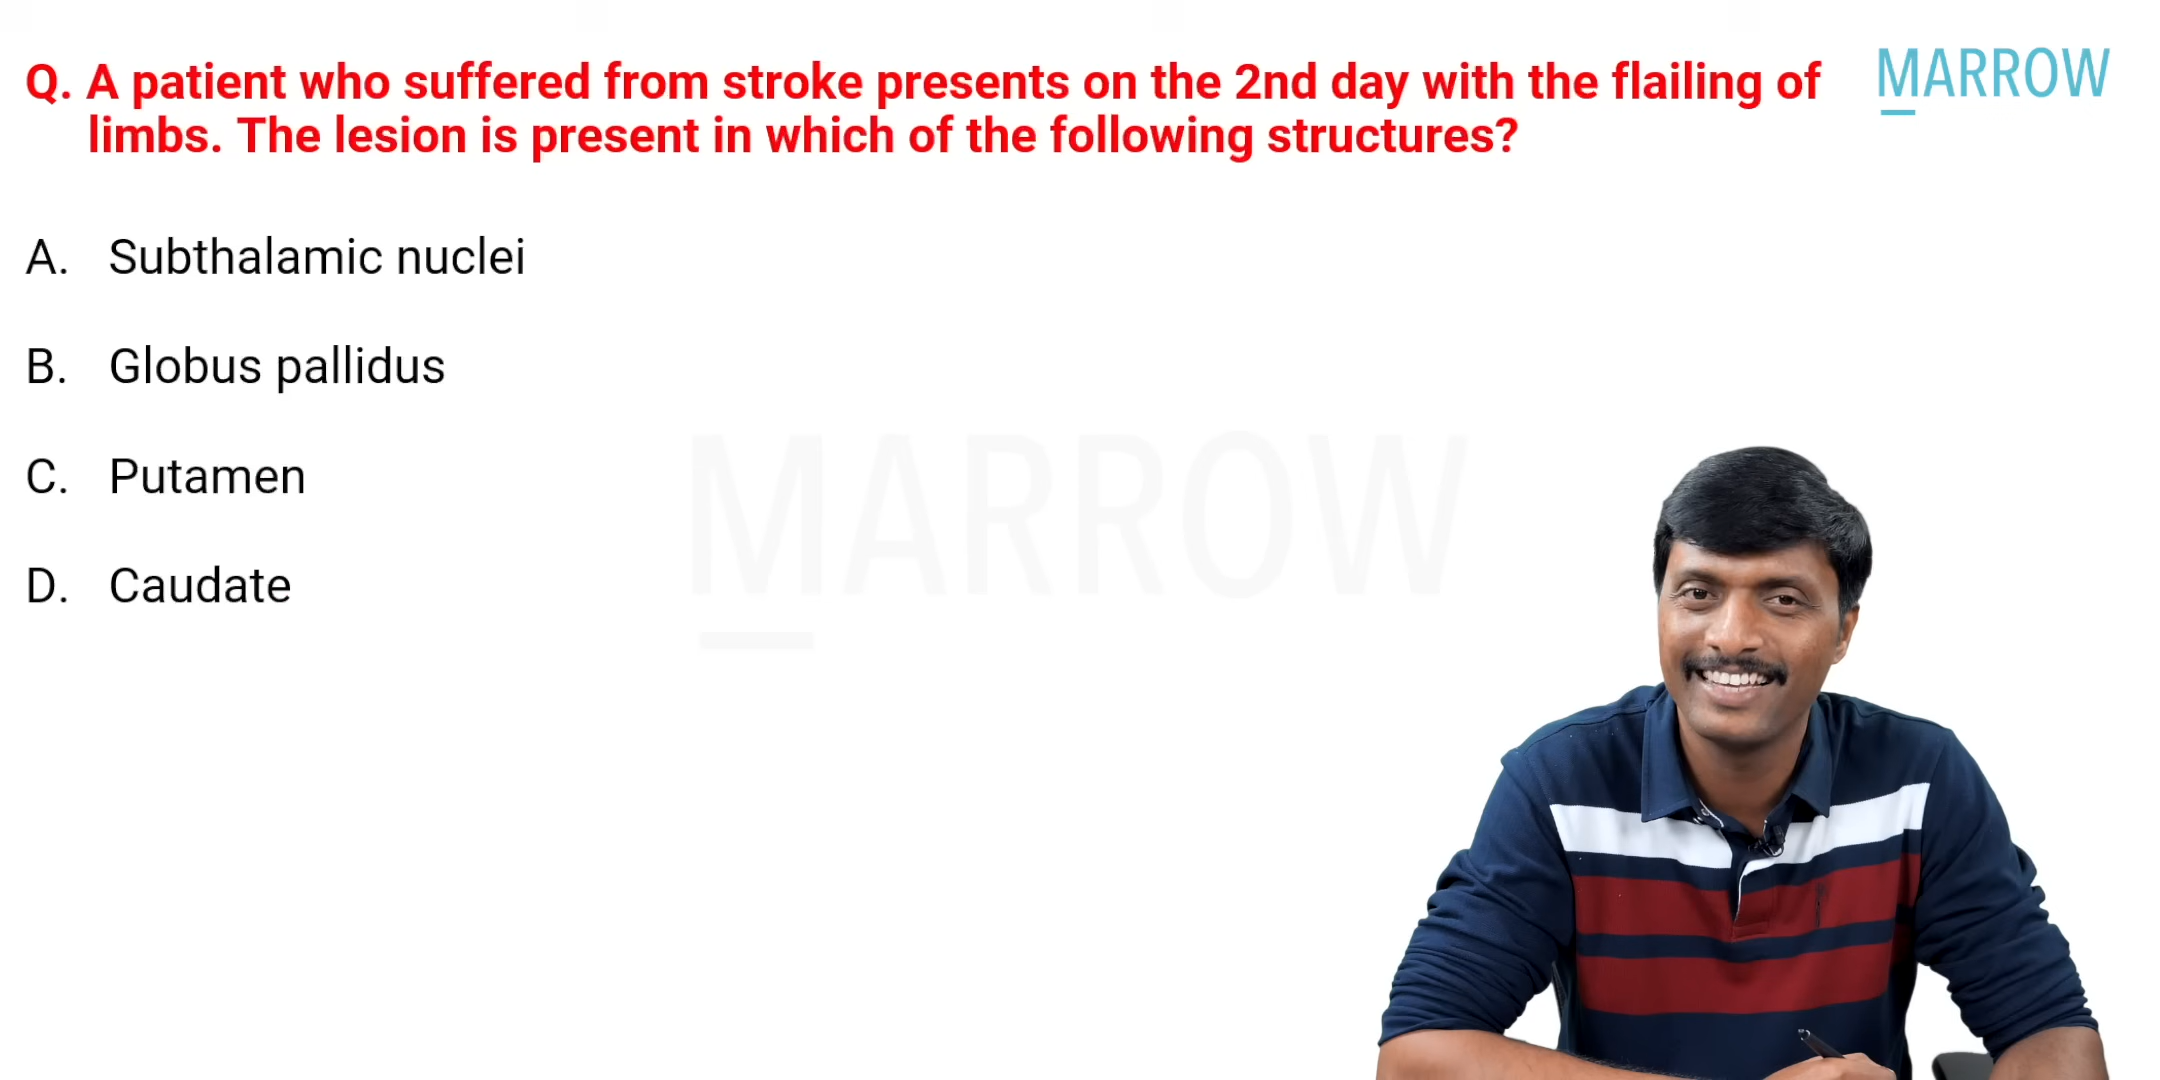 Q. A patient who suffered from stroke presents on the 2nd day with the flailing of
limbs. The lesion is present in which of the following structures?
MARROW
A. Subthalamic nuclei
B. Globus pallidus
C. Putamen
D. Caudate
MARROW